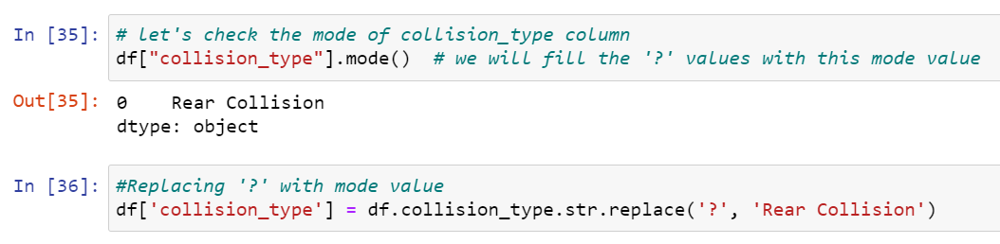 In [35]: # let's check the mode of collision_type column
df["collision_type"].mode()  # we will fill the '?' values with this mode value
Out[35]: 0    Rear Collision
dtype: object
In [36]: #Replacing '?' with mode value
df['collision_type'] = df.collision_type.str.replace('?', 'Rear Collision')